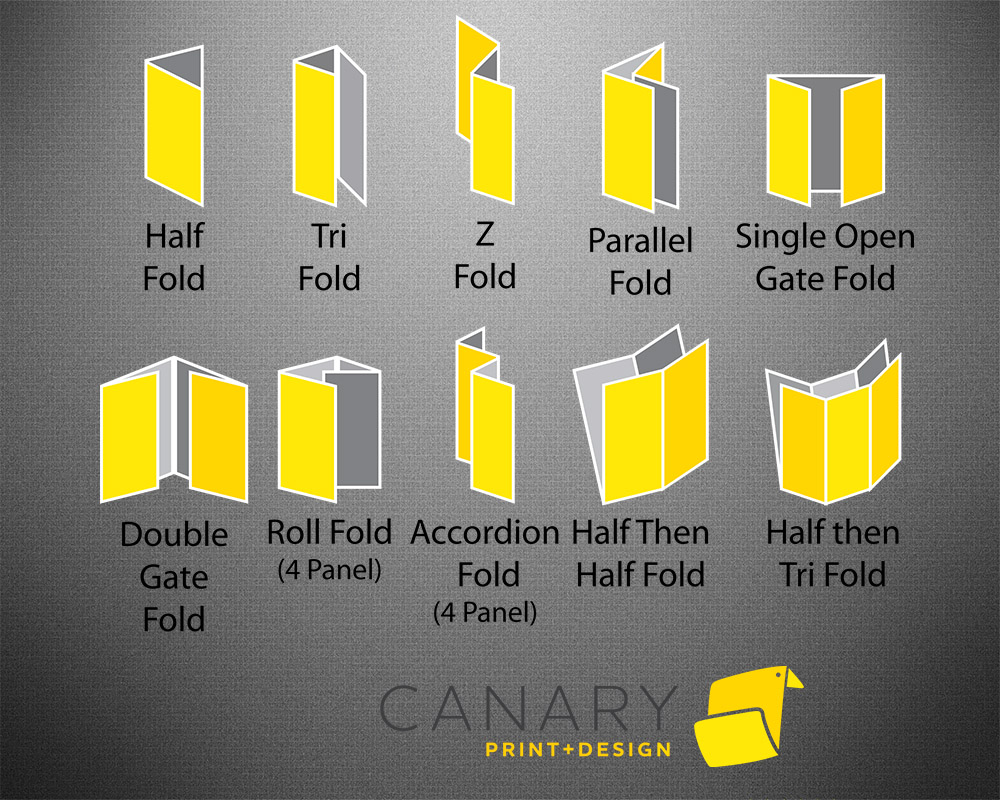 Half
Fold
Tri
Fold
Z
Fold
Parallel
Fold
Single Open
Gate Fold
Double
Gate
Fold
Roll Fold
(4 Panel)
Accordion
Fold
(4 Panel)
Half Then
Half Fold
Half then
Tri Fold
CANARY
PRINT+DESIGN